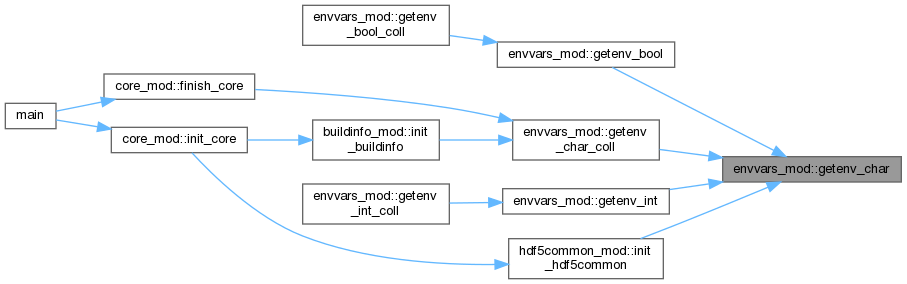 envvars_mod::getenv
_bool_coll
envvars_mod::getenv_bool
core_mod::finish_core
main
core_mod::init_core
buildinfo_mod::init
_buildinfo
envvars_mod::getenv
_char_coll
envvars_mod::getenv_char
envvars_mod::getenv
_int_coll
envvars_mod::getenv_int
hdf5common_mod::init
_hdf5common